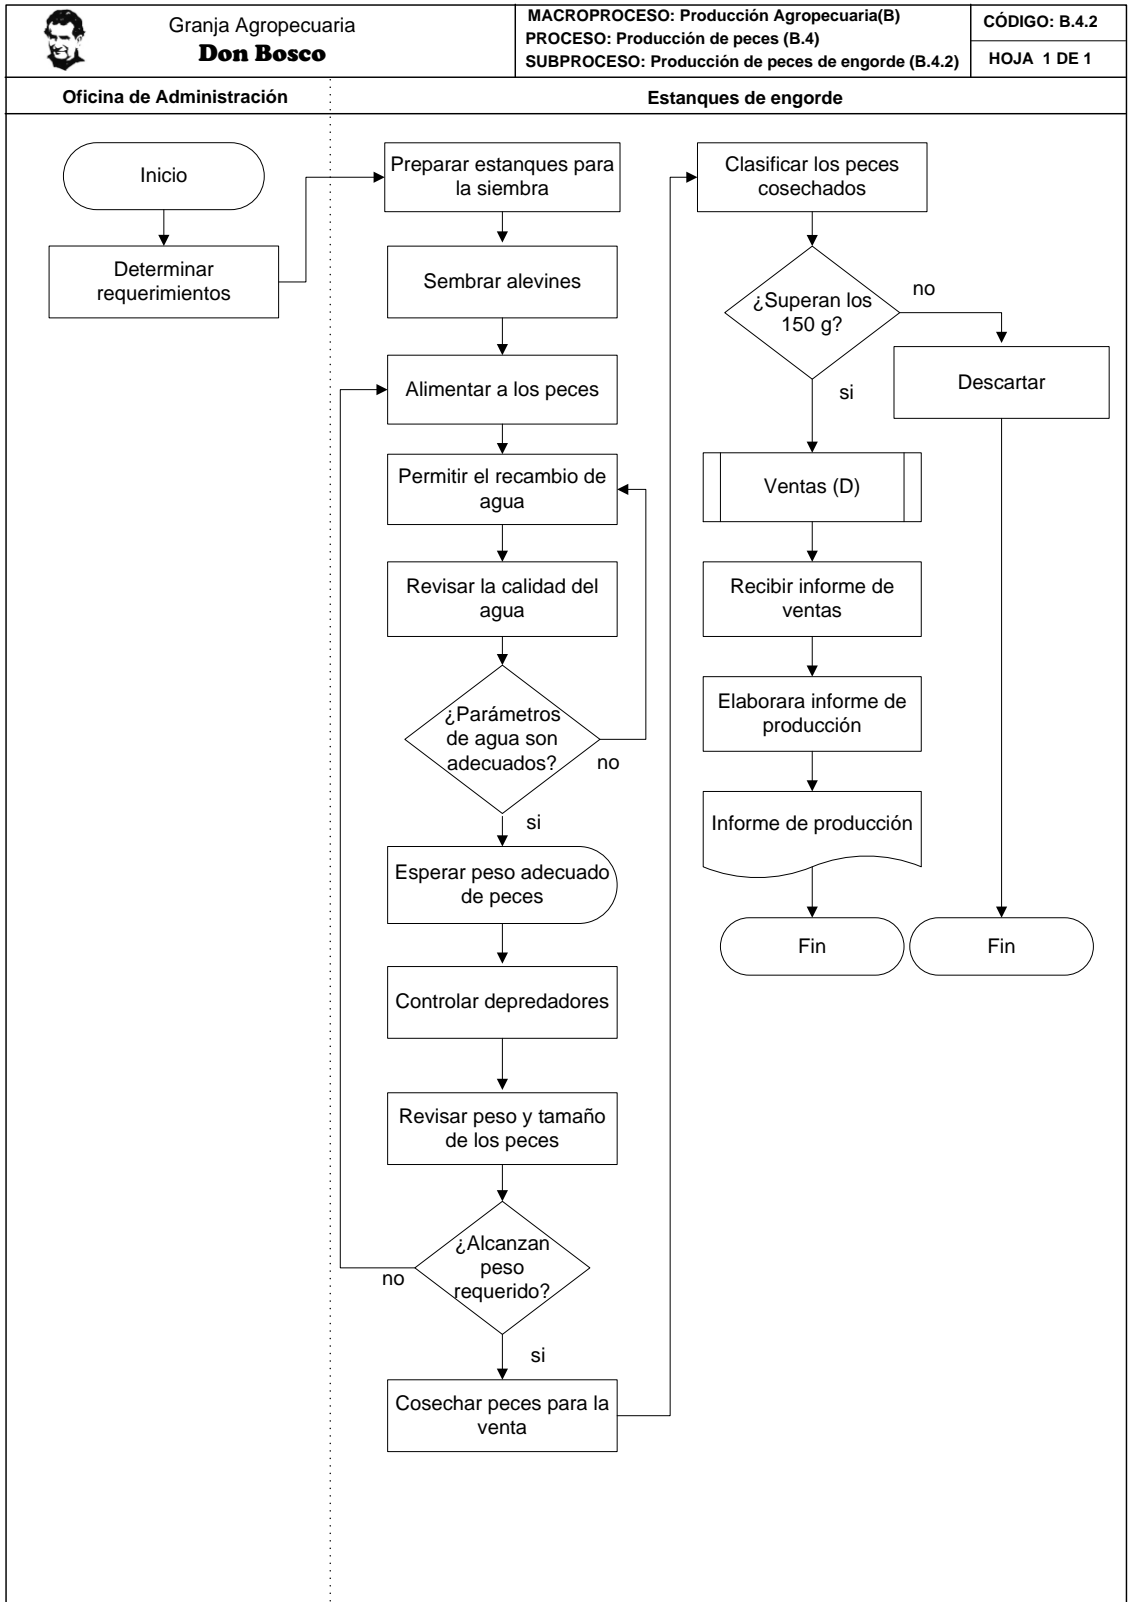 Granja Agropecuaria
Don Bosco
MACROPROCESO: Producción Agropecuaria(B)
PROCESO: Producción de peces (B.4)
SUBPROCESO: Producción de peces de engorde (B.4.2)
CÓDIGO: B.4.2
HOJA 1 DE 1
Oficina de Administración
Estanques de engorde
Inicio
Determinar
requerimientos
Preparar estanques para
la siembra
Sembrar alevines
Alimentar a los peces
Permitir el recambio de
agua
Revisar la calidad del
agua
¿Parámetros
de agua son
adecuados?
no
si
Esperar peso adecuado
de peces
Controlar depredadores
Revisar peso y tamaño
de los peces
¿Alcanzan
peso
requerido?
no
si
Cosechar peces para la
venta
Clasificar los peces
cosechados
¿Superan los
150 g?
no
si
Descartar
Ventas (D)
Recibir informe de
ventas
Elaborara informe de
producción
Informe de producción
Fin
Fin